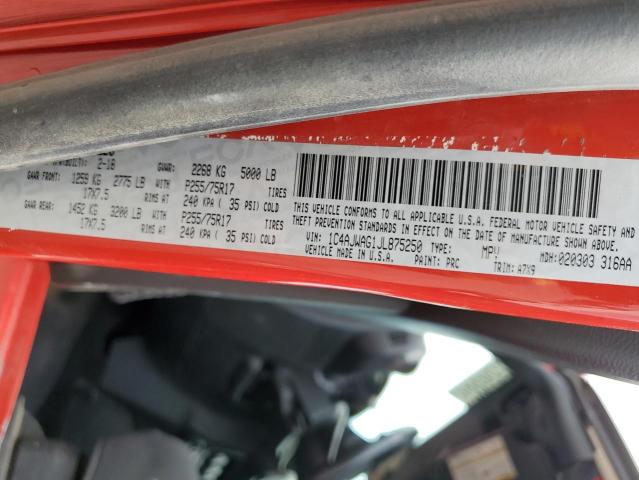 2-18 GVWR: 2268 KG 5000 LB
GAWR FRONT: 1259 KG 2775 LB WITH P255/75R17 TIRES
17X7.5 RIMS AT 240 KPA ( 35 PSI) COLD
GAWR REAR: 1452 KG 3200 LB WITH P255/75R17 TIRES
17X7.5 RIMS AT 240 KPA ( 35 PSI) COLD
THIS VEHICLE CONFORMS TO ALL APPLICABLE U.S.A. FEDERAL MOTOR VEHICLE SAFETY AND
THEFT PREVENTION STANDARDS IN EFFECT ON THE DATE OF MANUFACTURE SHOWN ABOVE.
VIN: 1C4AJWAG1JL875250 TYPE: MPV MDH: 020303 316AA
VEHICLE MADE IN U.S.A. PAINT: PRC TRIM: A7X9